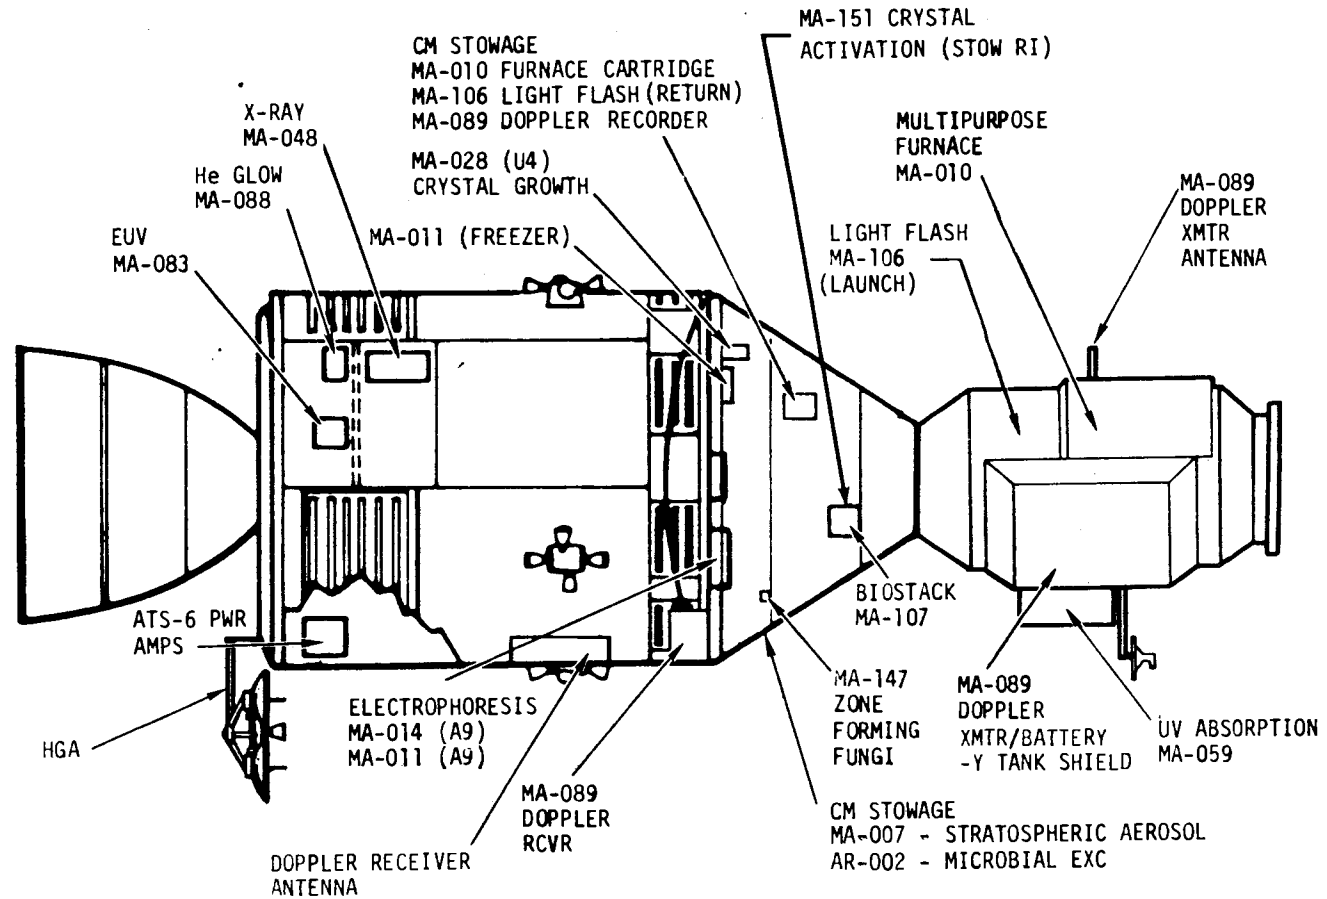 MA-151 CRYSTAL
ACTIVATION (STOW RI)
CM STOWAGE
MA-010 FURNACE CARTRIDGE
MA-106 LIGHT FLASH(RETURN)
MA-089 DOPPLER RECORDER
X-RAY
MA-048
MULTIPURPOSE
FURNACE
MA-010
MA-028 (U4)
CRYSTAL GROWTH
He GLOW
MA-088
MA-089
DOPPLER
XMTR
ANTENNA
EUV
MA-083
MA-011 (FREEZER)
LIGHT FLASH
MA-106
(LAUNCH)
ATS-6 PWR
AMPS
BIOSTACK
MA-107
HGA
ELECTROPHORESIS
MA-014 (A9)
MA-011 (A9)
MA-147
ZONE
FORMING
FUNGI
MA-089
DOPPLER
XMTR/BATTERY
-Y TANK SHIELD
UV ABSORPTION
MA-059
MA-089
DOPPLER
RCVR
CM STOWAGE
MA-007 - STRATOSPHERIC AEROSOL
AR-002 - MICROBIAL EXC
DOPPLER RECEIVER
ANTENNA